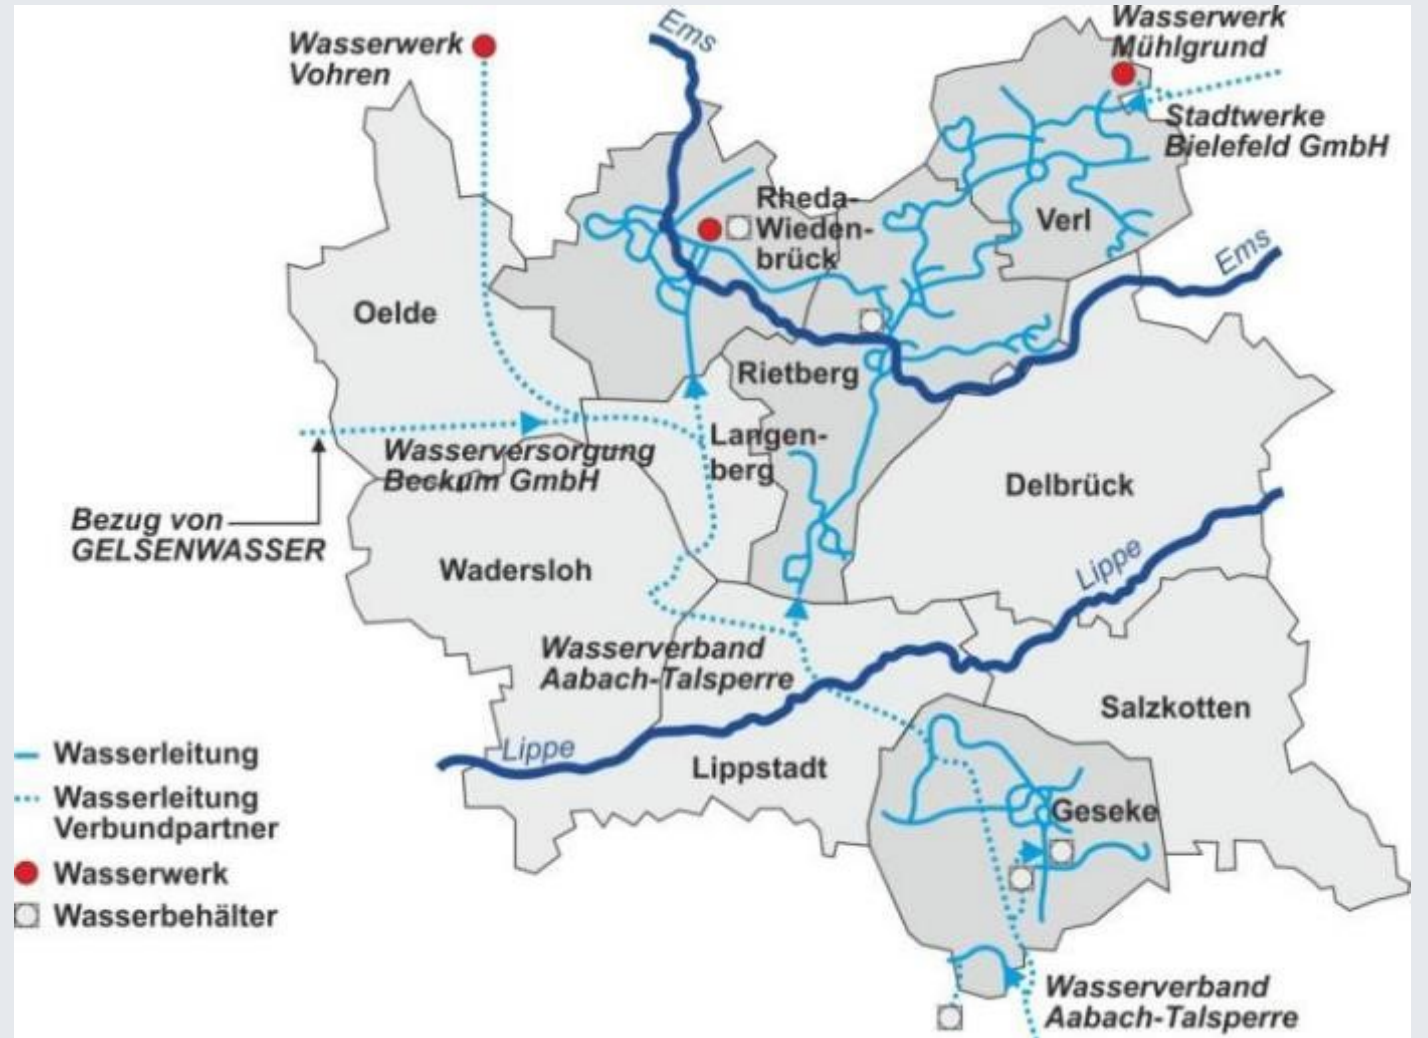 Ems
Wasserwerk
Mühlgrund
Wasserwerk
Vohren
Stadtwerke
Bielefeld GmbH
Rheda-
Wieden-
brück
Verl
Ems
Oelde
Rietberg
Langen-
berg
Wasserversorgung
Beckum GmbH
Delbrück
Bezug von
GELSENWASSER
Wadersloh
Lippe
Wasserverband
Aabach-Talsperre
Salzkotten
Lippe
Lippstadt
Geseke
Wasserleitung
Wasserleitung
Verbundpartner
Wasserwerk
Wasserbehälter
Wasserverband
Aabach-Talsperre